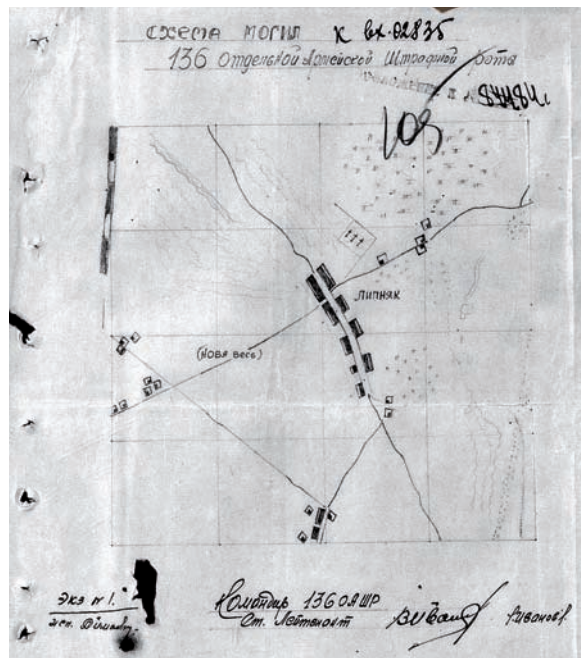 СХЕМА МОГИЛ К вх-02835
136 Отдельной Армейской Штрафной роты
103
ЛИПНЯК
(НОВА ВЕСЬ)
Экз № 1.
Командир 136 ОАШР
Ст. Лейтенант